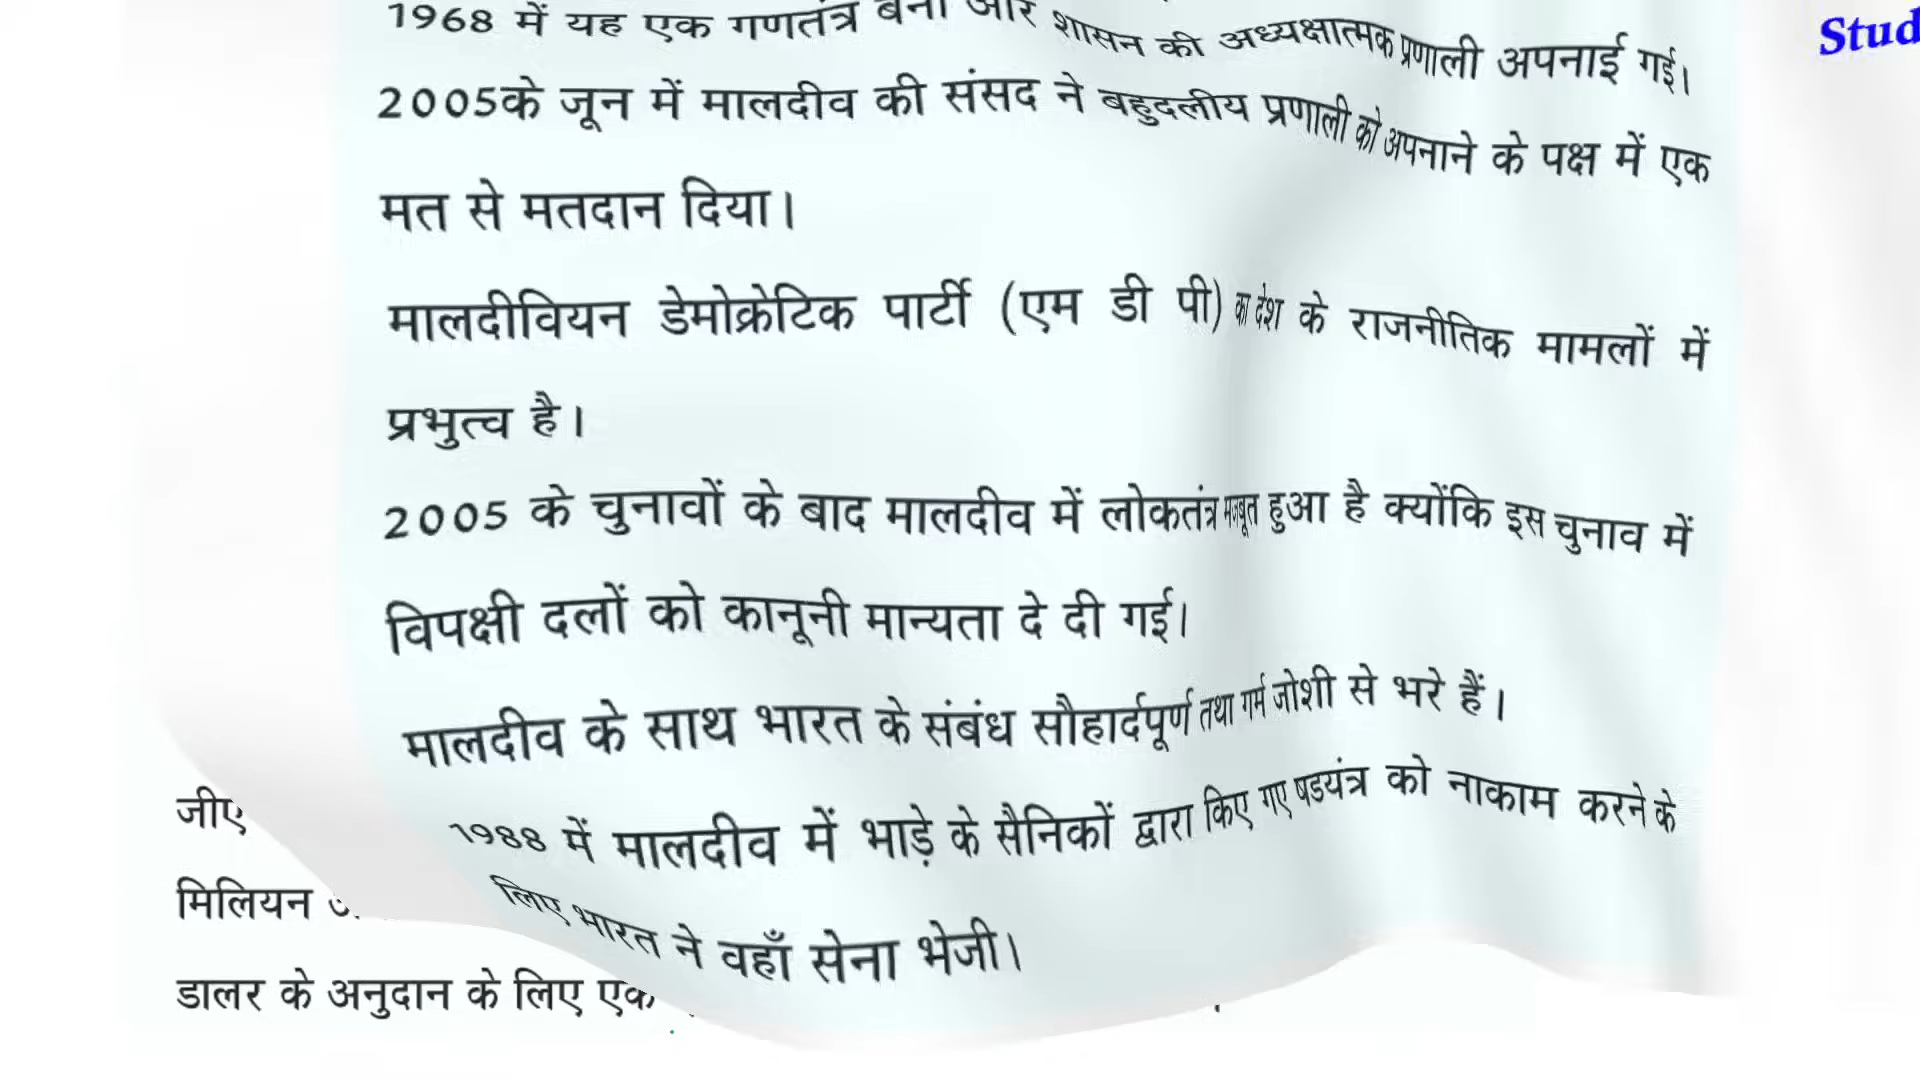 1968 में यह एक गणतंत्र बना और शासन की अध्यक्षात्मक प्रणाली अपनाई गई।
Stud
2005के जून में मालदीव की संसद ने बहुदलीय प्रणाली को अपनाने के पक्ष में एक
मत से मतदान दिया।
मालदीवियन डेमोक्रेटिक पार्टी (एम डी पी) का देश के राजनीतिक मामलों में
प्रभुत्व है।
2005 के चुनावों के बाद मालदीव में लोकतंत्र मजबूत हुआ है क्योंकि इस चुनाव में
विपक्षी दलों को कानूनी मान्यता दे दी गई।
मालदीव के साथ भारत के संबंध सौहार्दपूर्ण तथा गर्म जोशी से भरे हैं।
1988 में मालदीव में भाड़े के सैनिकों द्वारा किए गए षडयंत्र को नाकाम करने के
लिए भारत ने वहाँ सेना भेजी।
जीए
मिलियन
डालर के अनुदान के लिए एक